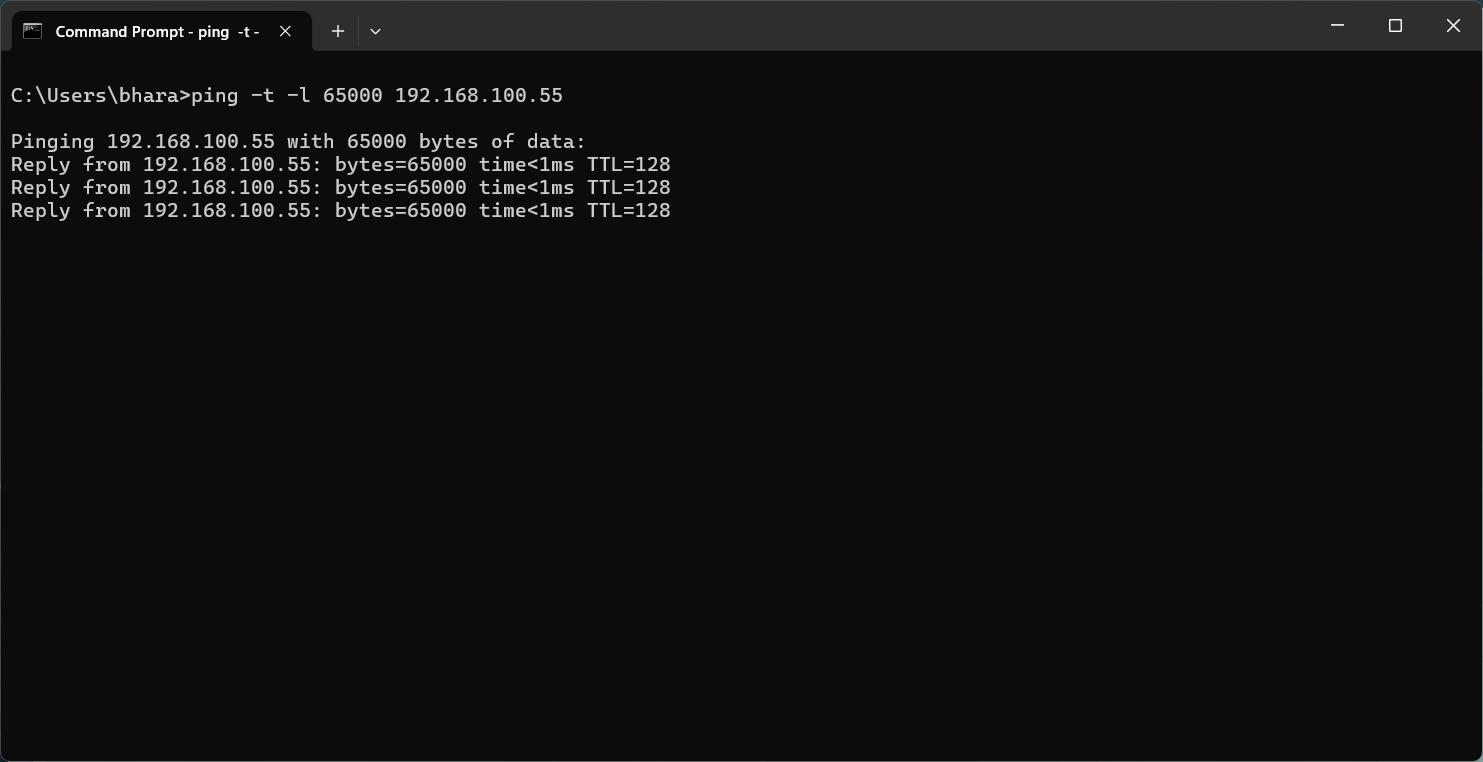 Command Prompt - ping -t -
C:\Users\bhara>ping -t -l 65000 192.168.100.55
Pinging 192.168.100.55 with 65000 bytes of data:
Reply from 192.168.100.55: bytes=65000 time<1ms TTL=128
Reply from 192.168.100.55: bytes=65000 time<1ms TTL=128
Reply from 192.168.100.55: bytes=65000 time<1ms TTL=128